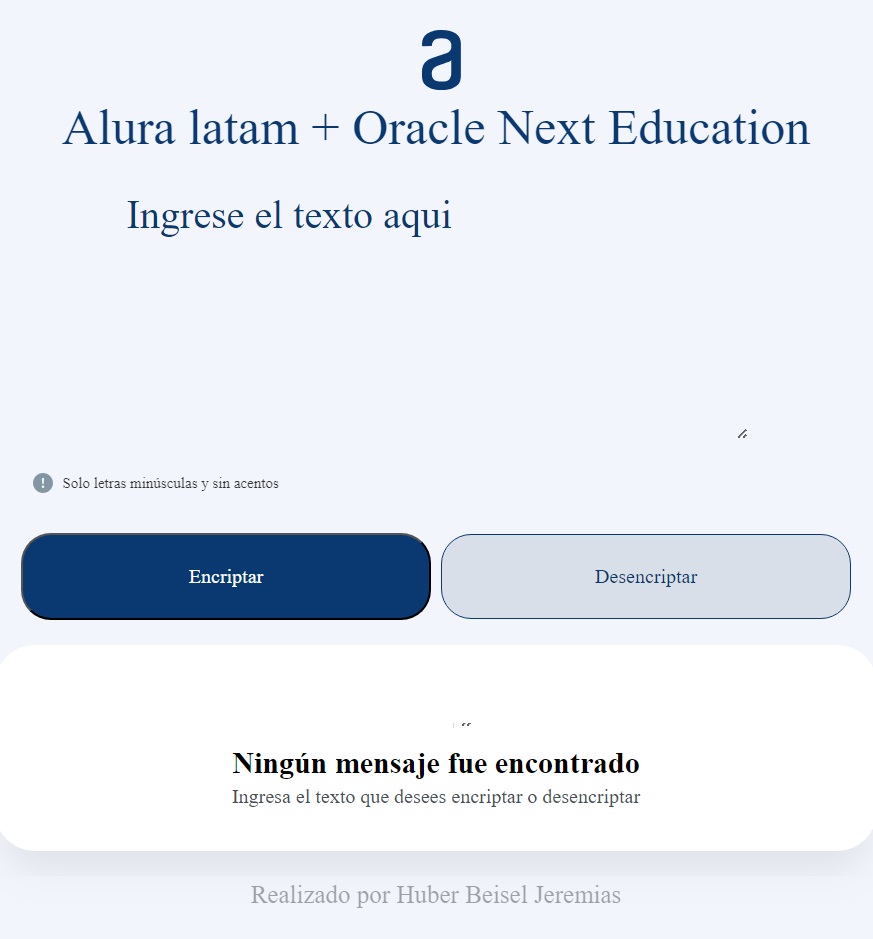 a
Alura latam + Oracle Next Education
Ingrese el texto aqui
Solo letras minúsculas y sin acentos
Encriptar
Desencriptar
Ningún mensaje fue encontrado
Ingresa el texto que desees encriptar o desencriptar
Realizado por Huber Beisel Jeremias